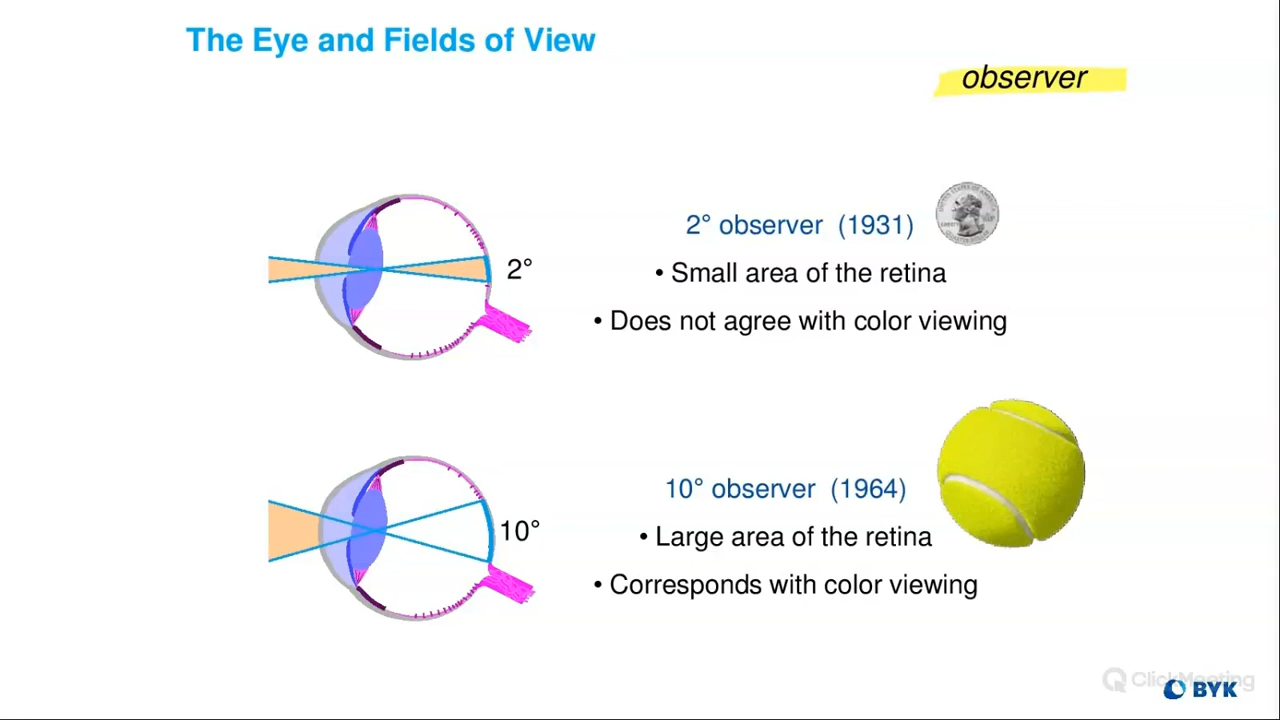 The Eye and Fields of View
observer
2° observer (1931)
2°
• Small area of the retina
• Does not agree with color viewing
10° observer (1964)
10°
• Large area of the retina
• Corresponds with color viewing
ClickMeeting
BYK